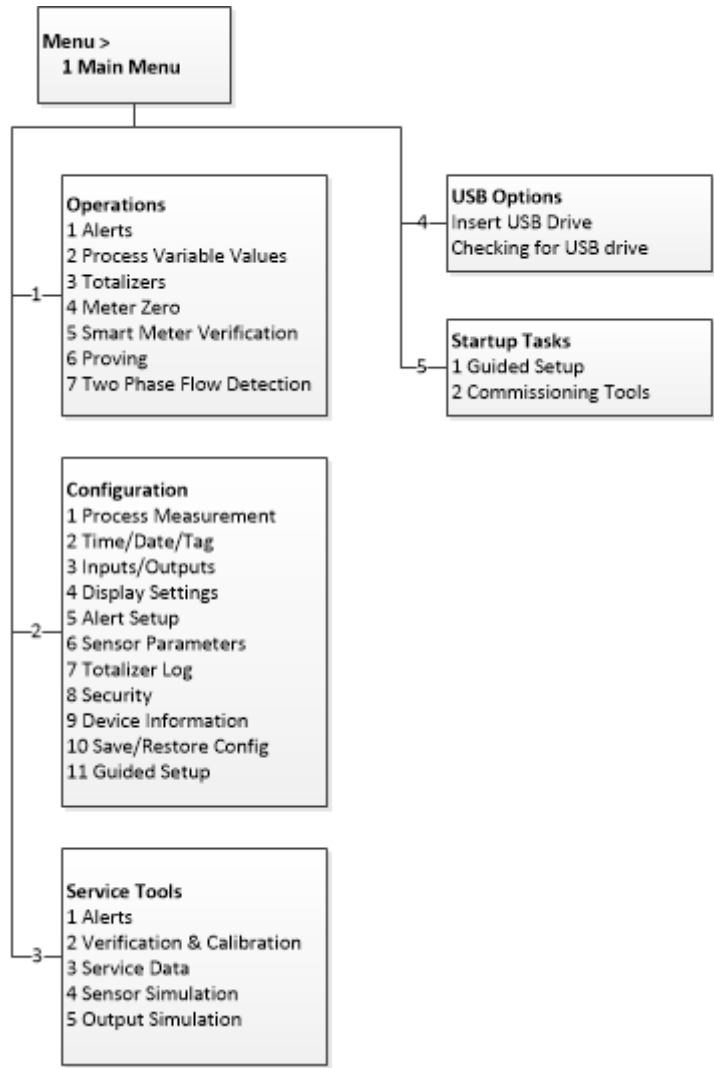 Menu >
1 Main Menu
1
Operations
1 Alerts
2 Process Variable Values
3 Totalizers
4 Meter Zero
5 Smart Meter Verification
6 Proving
7 Two Phase Flow Detection
2
Configuration
1 Process Measurement
2 Time/Date/Tag
3 Inputs/Outputs
4 Display Settings
5 Alert Setup
6 Sensor Parameters
7 Totalizer Log
8 Security
9 Device Information
10 Save/Restore Config
11 Guided Setup
3
Service Tools
1 Alerts
2 Verification & Calibration
3 Service Data
4 Sensor Simulation
5 Output Simulation
4
USB Options
Insert USB Drive
Checking for USB drive
5
Startup Tasks
1 Guided Setup
2 Commissioning Tools